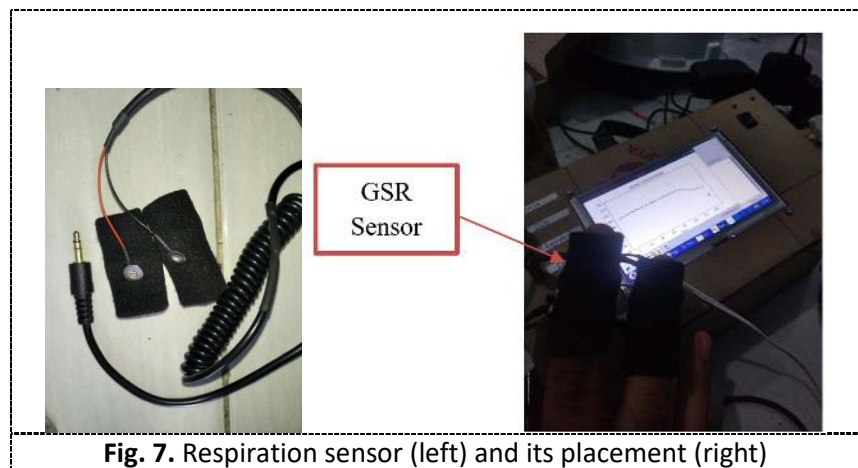 GSR
Sensor
Fig. 7. Respiration sensor (left) and its placement (right)